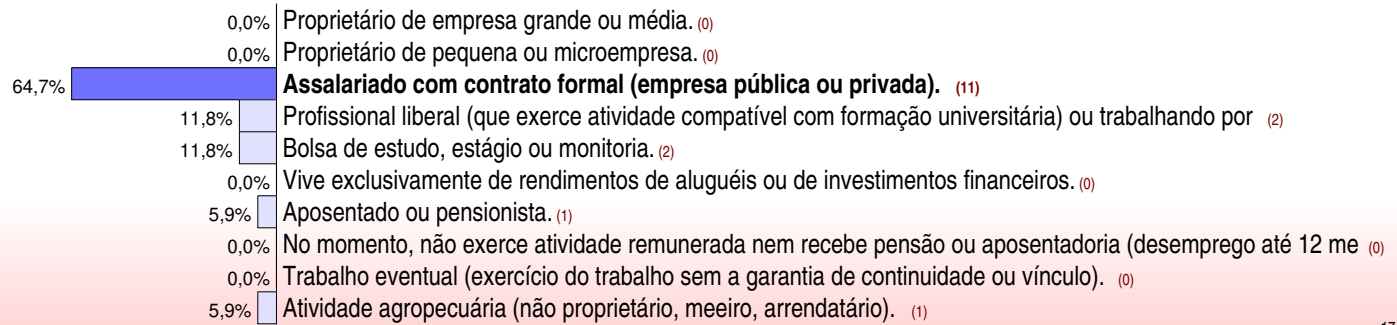 0,0% Proprietário de empresa grande ou média. (0)
0,0% Proprietário de pequena ou microempresa. (0)
64,7% Assalariado com contrato formal (empresa pública ou privada). (11)
11,8% Profissional liberal (que exerce atividade compatível com formação universitária) ou trabalhando por (2)
11,8% Bolsa de estudo, estágio ou monitoria. (2)
0,0% Vive exclusivamente de rendimentos de aluguéis ou de investimentos financeiros. (0)
5,9% Aposentado ou pensionista. (1)
0,0% No momento, não exerce atividade remunerada nem recebe pensão ou aposentadoria (desemprego até 12 me (0)
0,0% Trabalho eventual (exercício do trabalho sem a garantia de continuidade ou vínculo). (0)
5,9% Atividade agropecuária (não proprietário, meeiro, arrendatário). (1)